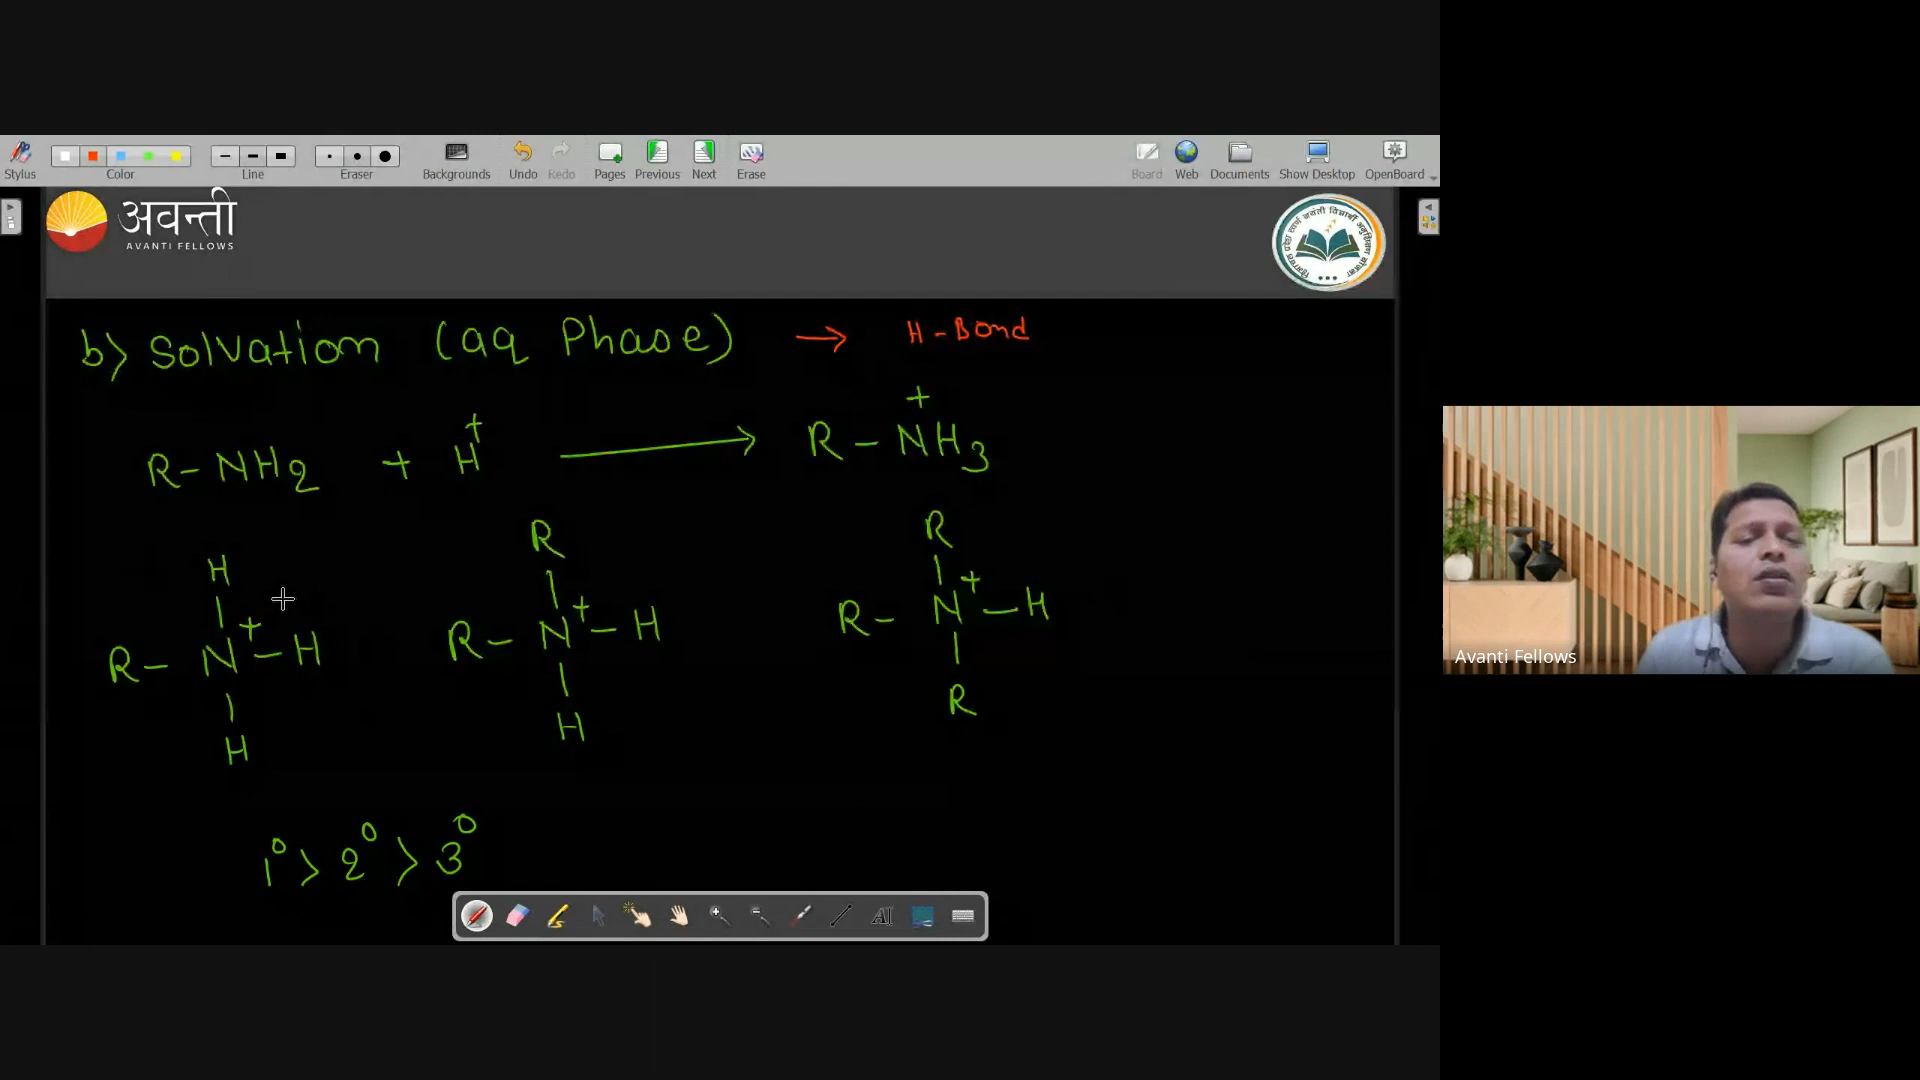 Stylus
Color
Line
Eraser
Backgrounds
Undo
Redo
Pages
Previous
Next
Erase
Board
Web
Documents
Show Desktop
OpenBoard
अवन्ती
AVANTI FELLOWS
b) Solvation (aq Phase) → H-Bond
R-NH2 + H+ ⟶ R-N+H3
H
R-N+-H
H
R
R-N+-H
H
R
R-N+-H
R
1° > 2° > 3°
Avanti Fellows